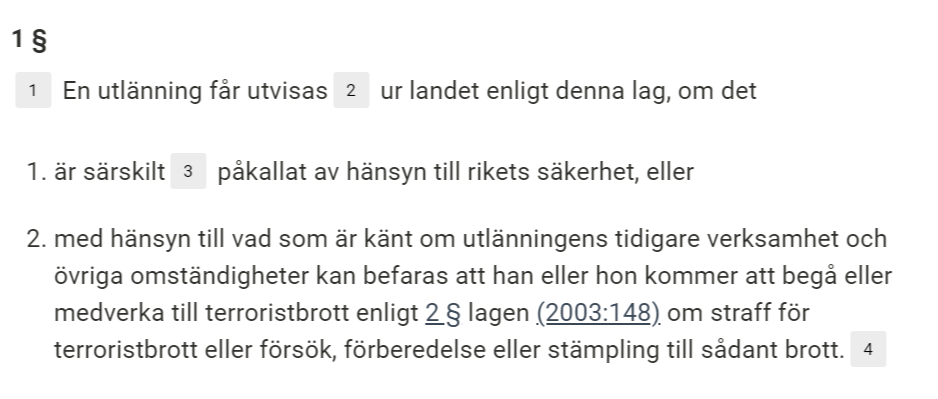 1 §
1 En utlänning får utvisas 2 ur landet enligt denna lag, om det
1. är särskilt 3 påkallat av hänsyn till rikets säkerhet, eller
2. med hänsyn till vad som är känt om utlänningens tidigare verksamhet och
övriga omständigheter kan befaras att han eller hon kommer att begå eller
medverka till terroristbrott enligt 2 § lagen (2003:148) om straff för
terroristbrott eller försök, förberedelse eller stämpling till sådant brott. 4